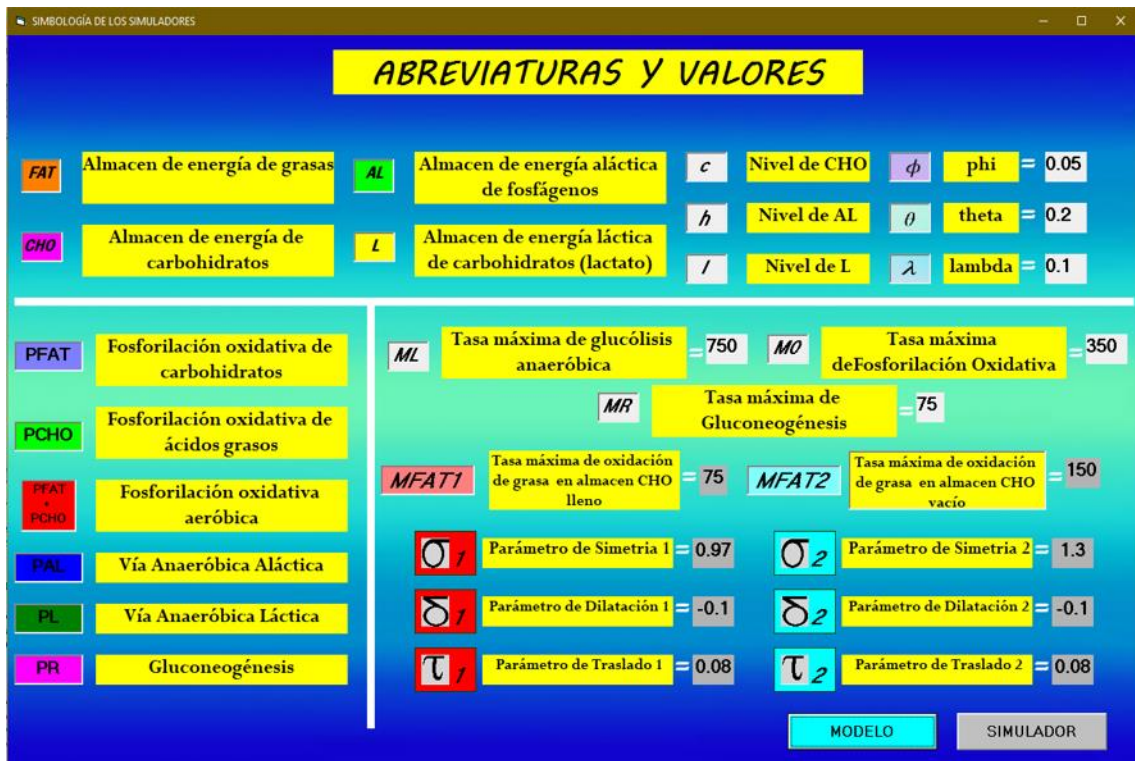 SIMBOLOGÍA DE LOS SIMULADORES
ABREVIATURAS Y VALORES
FAT
Almacen de energía de grasas
AL
Almacen de energía aláctica
de fosfágenos
c
Nivel de CHO
ϕ
phi
= 0.05
h
Nivel de AL
θ
theta
= 0.2
CHO
Almacen de energía de
carbohidratos
L
Almacen de energía láctica
de carbohidratos (lactato)
l
Nivel de L
λ
lambda
= 0.1
PFAT
Fosforilación oxidativa de
carbohidratos
PCHO
Fosforilación oxidativa de
ácidos grasos
PFAT
+
PCHO
Fosforilación oxidativa
aeróbica
PAL
Vía Anaeróbica Aláctica
PL
Vía Anaeróbica Láctica
PR
Gluconeogénesis
ML
Tasa máxima de glucólisis
anaeróbica
= 750
MO
Tasa máxima
deFosforilación Oxidativa
= 350
MR
Tasa máxima de
Gluconeogénesis
= 75
MFAT1
Tasa máxima de oxidación
de grasa en almacen CHO
lleno
= 75
MFAT2
Tasa máxima de oxidación
de grasa en almacen CHO
vacío
= 150
σ 1
Parámetro de Simetria 1
= 0.97
σ 2
Parámetro de Simetria 2
= 1.3
δ 1
Parámetro de Dilatación 1
= -0.1
δ 2
Parámetro de Dilatación 2
= -0.1
τ 1
Parámetro de Traslado 1
= 0.08
τ 2
Parámetro de Traslado 2
= 0.08
MODELO
SIMULADOR